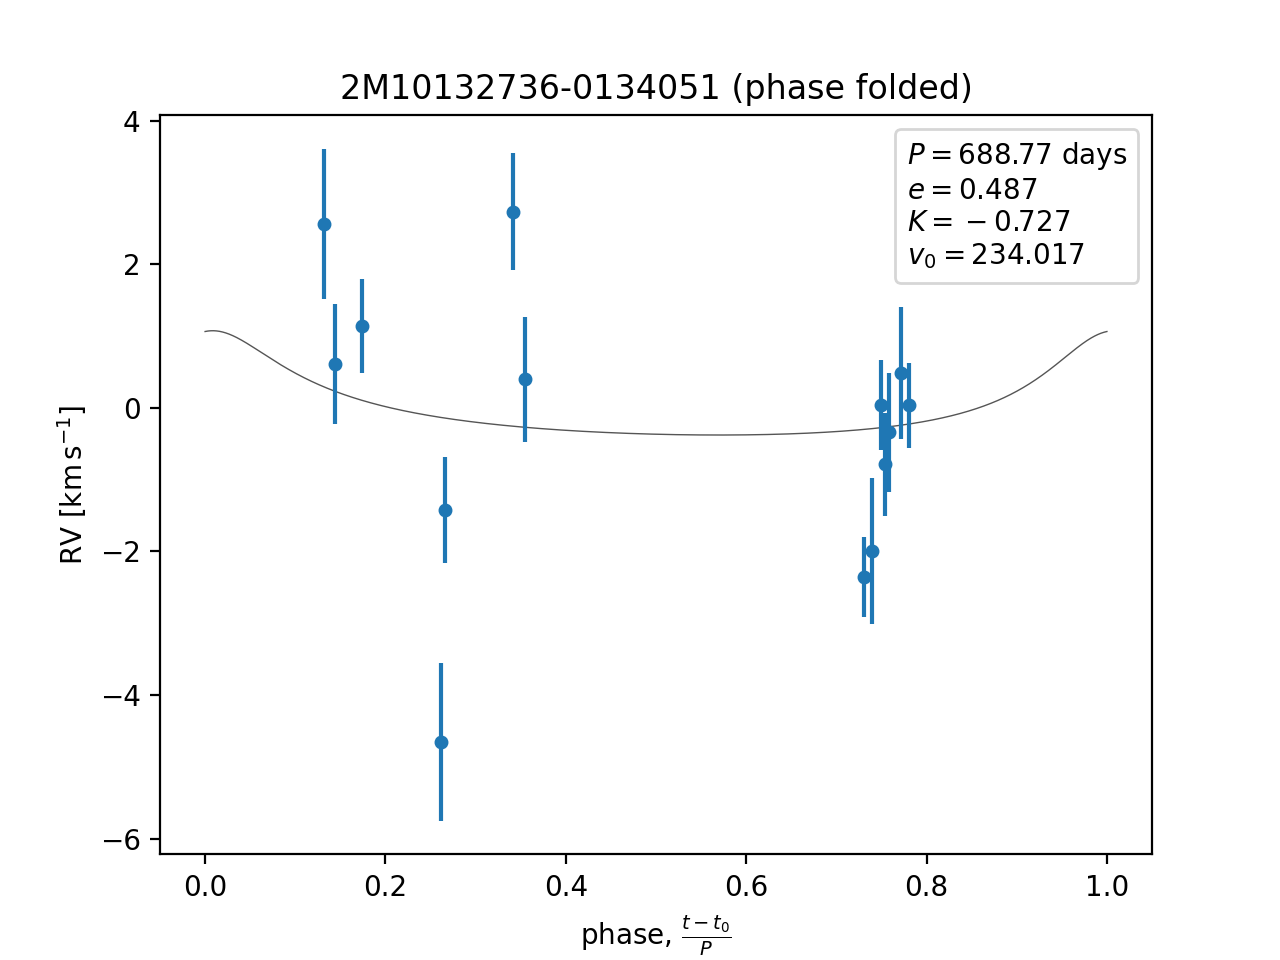 2M10132736-0134051 (phase folded)
P = 688.77 days
e = 0.487
K = −0.727
v₀ = 234.017
RV [km s⁻¹]
4
2
0
−2
−4
−6
0.0 0.2 0.4 0.6 0.8 1.0
phase, (t − t₀)/P